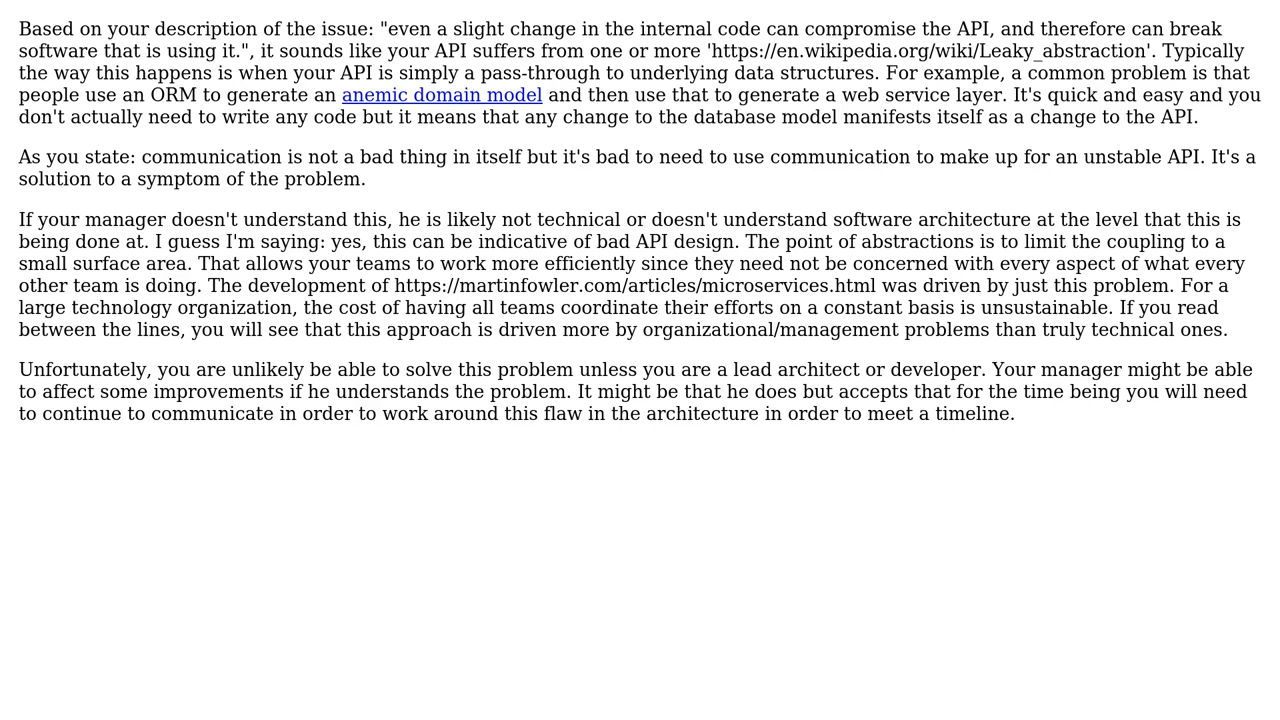 Based on your description of the issue: "even a slight change in the internal code can compromise the API, and therefore can break
software that is using it.", it sounds like your API suffers from one or more 'https://en.wikipedia.org/wiki/Leaky_abstraction'. Typically
the way this happens is when your API is simply a pass-through to underlying data structures. For example, a common problem is that
people use an ORM to generate an anemic domain model and then use that to generate a web service layer. It's quick and easy and you
don't actually need to write any code but it means that any change to the database model manifests itself as a change to the API.
As you state: communication is not a bad thing in itself but it's bad to need to use communication to make up for an unstable API. It's a
solution to a symptom of the problem.
If your manager doesn't understand this, he is likely not technical or doesn't understand software architecture at the level that this is
being done at. I guess I'm saying: yes, this can be indicative of bad API design. The point of abstractions is to limit the coupling to a
small surface area. That allows your teams to work more efficiently since they need not be concerned with every aspect of what every
other team is doing. The development of https://martinfowler.com/articles/microservices.html was driven by just this problem. For a
large technology organization, the cost of having all teams coordinate their efforts on a constant basis is unsustainable. If you read
between the lines, you will see that this approach is driven more by organizational/management problems than truly technical ones.
Unfortunately, you are unlikely be able to solve this problem unless you are a lead architect or developer. Your manager might be able
to affect some improvements if he understands the problem. It might be that he does but accepts that for the time being you will need
to continue to communicate in order to work around this flaw in the architecture in order to meet a timeline.